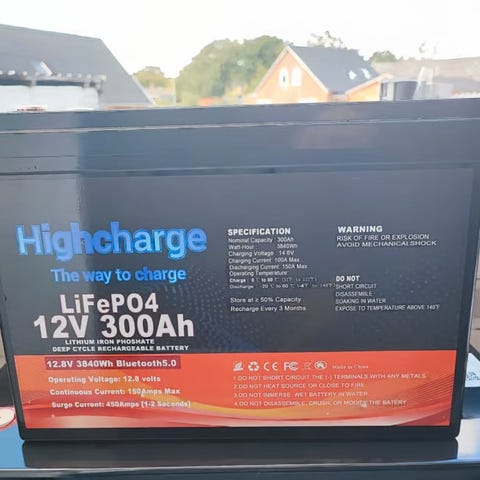 Highcharge
The way to charge
LiFePO4
12V 300Ah
LITHIUM IRON PHOSPHATE
DEEP CYCLE RECHARGEABLE BATTERY
12.8V 3840Wh Bluetooth5.0
Operating Voltage: 12.8 volts
Continuous Current: 150Amps Max
Surge Current: 450Amps [1-2 Seconds]
SPECIFICATION
Nominal Capacity : 300Ah
Watt-Hour : 3840Wh
Charging Voltage : 14.6V
Charging Current: 100A Max
Discharging Current: 150A Max
Operating Temperature:
Store at ≥ 50% Capacity
Recharge Every 3 Months
WARNING
RISK OF FIRE OR EXPLOSION
AVOID MECHANICALSHOCK
DO NOT
SHORT CIRCUIT
DISASSEMBLE
SOAKING IN WATER
EXPOSE TO TEMPERATURE ABOVE 140°F
Made in China
1.DO NOT SHORT CIRCUIT THE (-) TERMINALS WITH ANY METALS
2.DO NOT HEAT SOURCE OR CLOSE TO FIRE
3.DO NOT IMMERSE WET BATTERY IN WATER
4.DO NOT DISASSEMBLE, CRUSH, OR MODIFY THE BATTERY